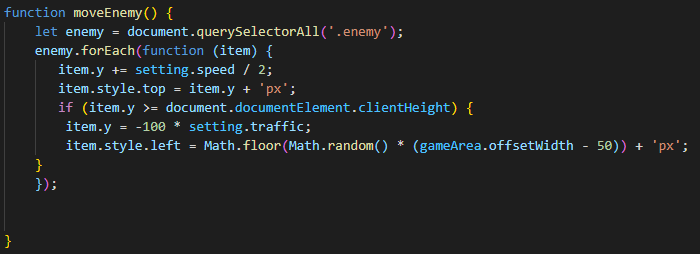 function moveEnemy() {
    let enemy = document.querySelectorAll('.enemy');
    enemy.forEach(function (item) {
       item.y += setting.speed / 2;
       item.style.top = item.y + 'px';
       if (item.y >= document.documentElement.clientHeight) {
        item.y = -100 * setting.traffic;
        item.style.left = Math.floor(Math.random() * (gameArea.offsetWidth - 50)) + 'px';
    }
    });
}